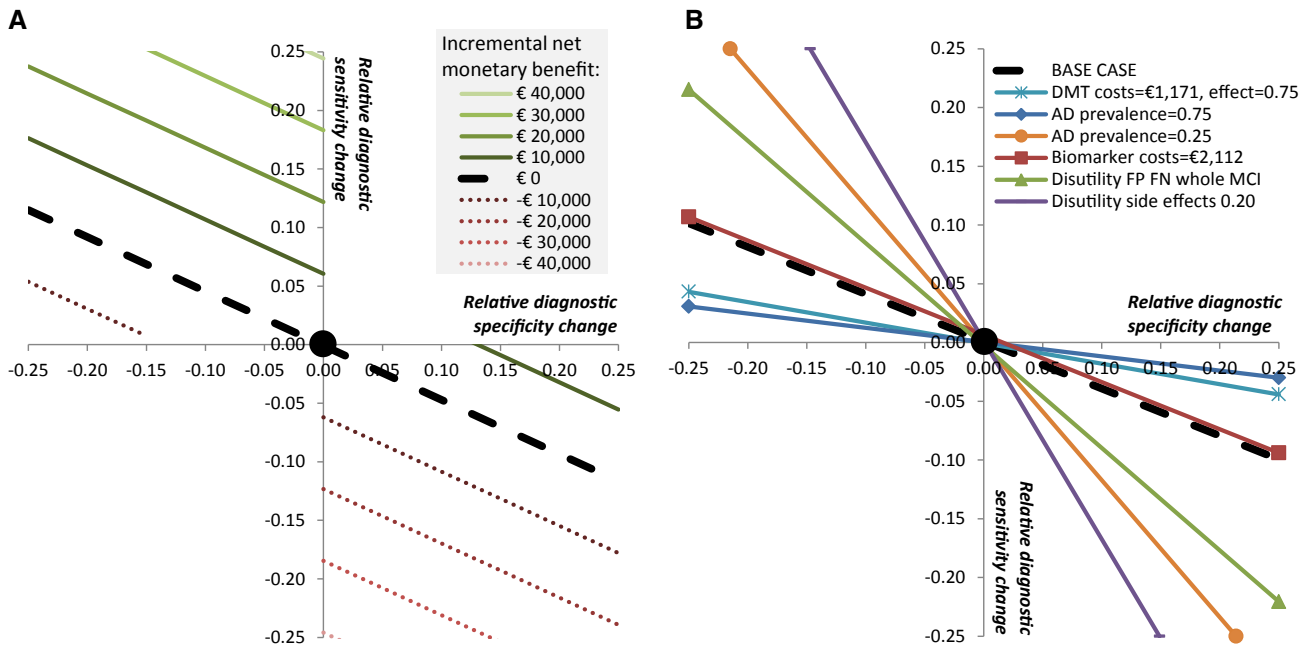 A
0.25
0.20
0.15
0.10
0.05
0.00
-0.05
-0.10
-0.15
-0.20
-0.25
-0.25 -0.20 -0.15 -0.10 -0.05 0.00 0.05 0.10 0.15 0.20 0.25
Relative diagnostic
sensitivity change
Incremental net
monetary benefit:
€ 40,000
€ 30,000
€ 20,000
€ 10,000
€ 0
-€ 10,000
-€ 20,000
-€ 30,000
-€ 40,000
Relative diagnostic
specificity change
B
0.25
0.20
0.15
0.10
0.05
0.00
-0.05
-0.10
-0.15
-0.20
-0.25
-0.25 -0.20 -0.15 -0.10 -0.05 0.00 0.05 0.10 0.15 0.20 0.25
BASE CASE
DMT costs=€1,171, effect=0.75
AD prevalence=0.75
AD prevalence=0.25
Biomarker costs=€2,112
Disutility FP FN whole MCI
Disutility side effects 0.20
Relative diagnostic
specificity change
Relative diagnostic
sensitivity change